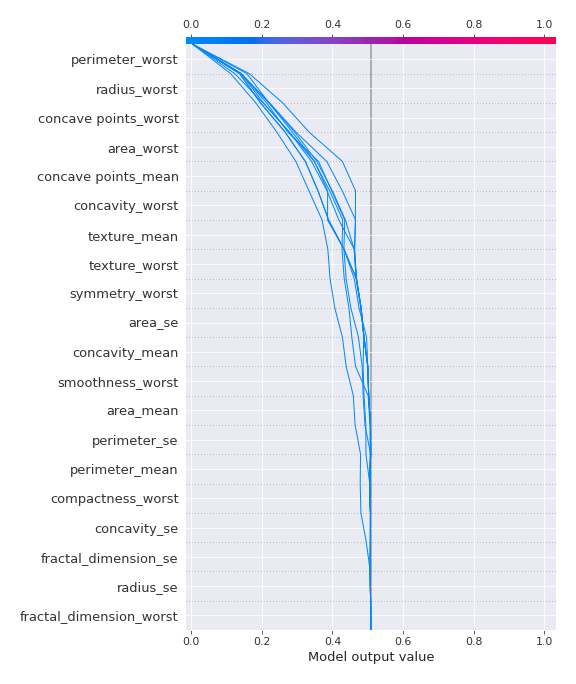 0.0 0.2 0.4 0.6 0.8 1.0
perimeter_worst
radius_worst
concave points_worst
area_worst
concave points_mean
concavity_worst
texture_mean
texture_worst
symmetry_worst
area_se
concavity_mean
smoothness_worst
area_mean
perimeter_se
perimeter_mean
compactness_worst
concavity_se
fractal_dimension_se
radius_se
fractal_dimension_worst
0.0 0.2 0.4 0.6 0.8 1.0
Model output value